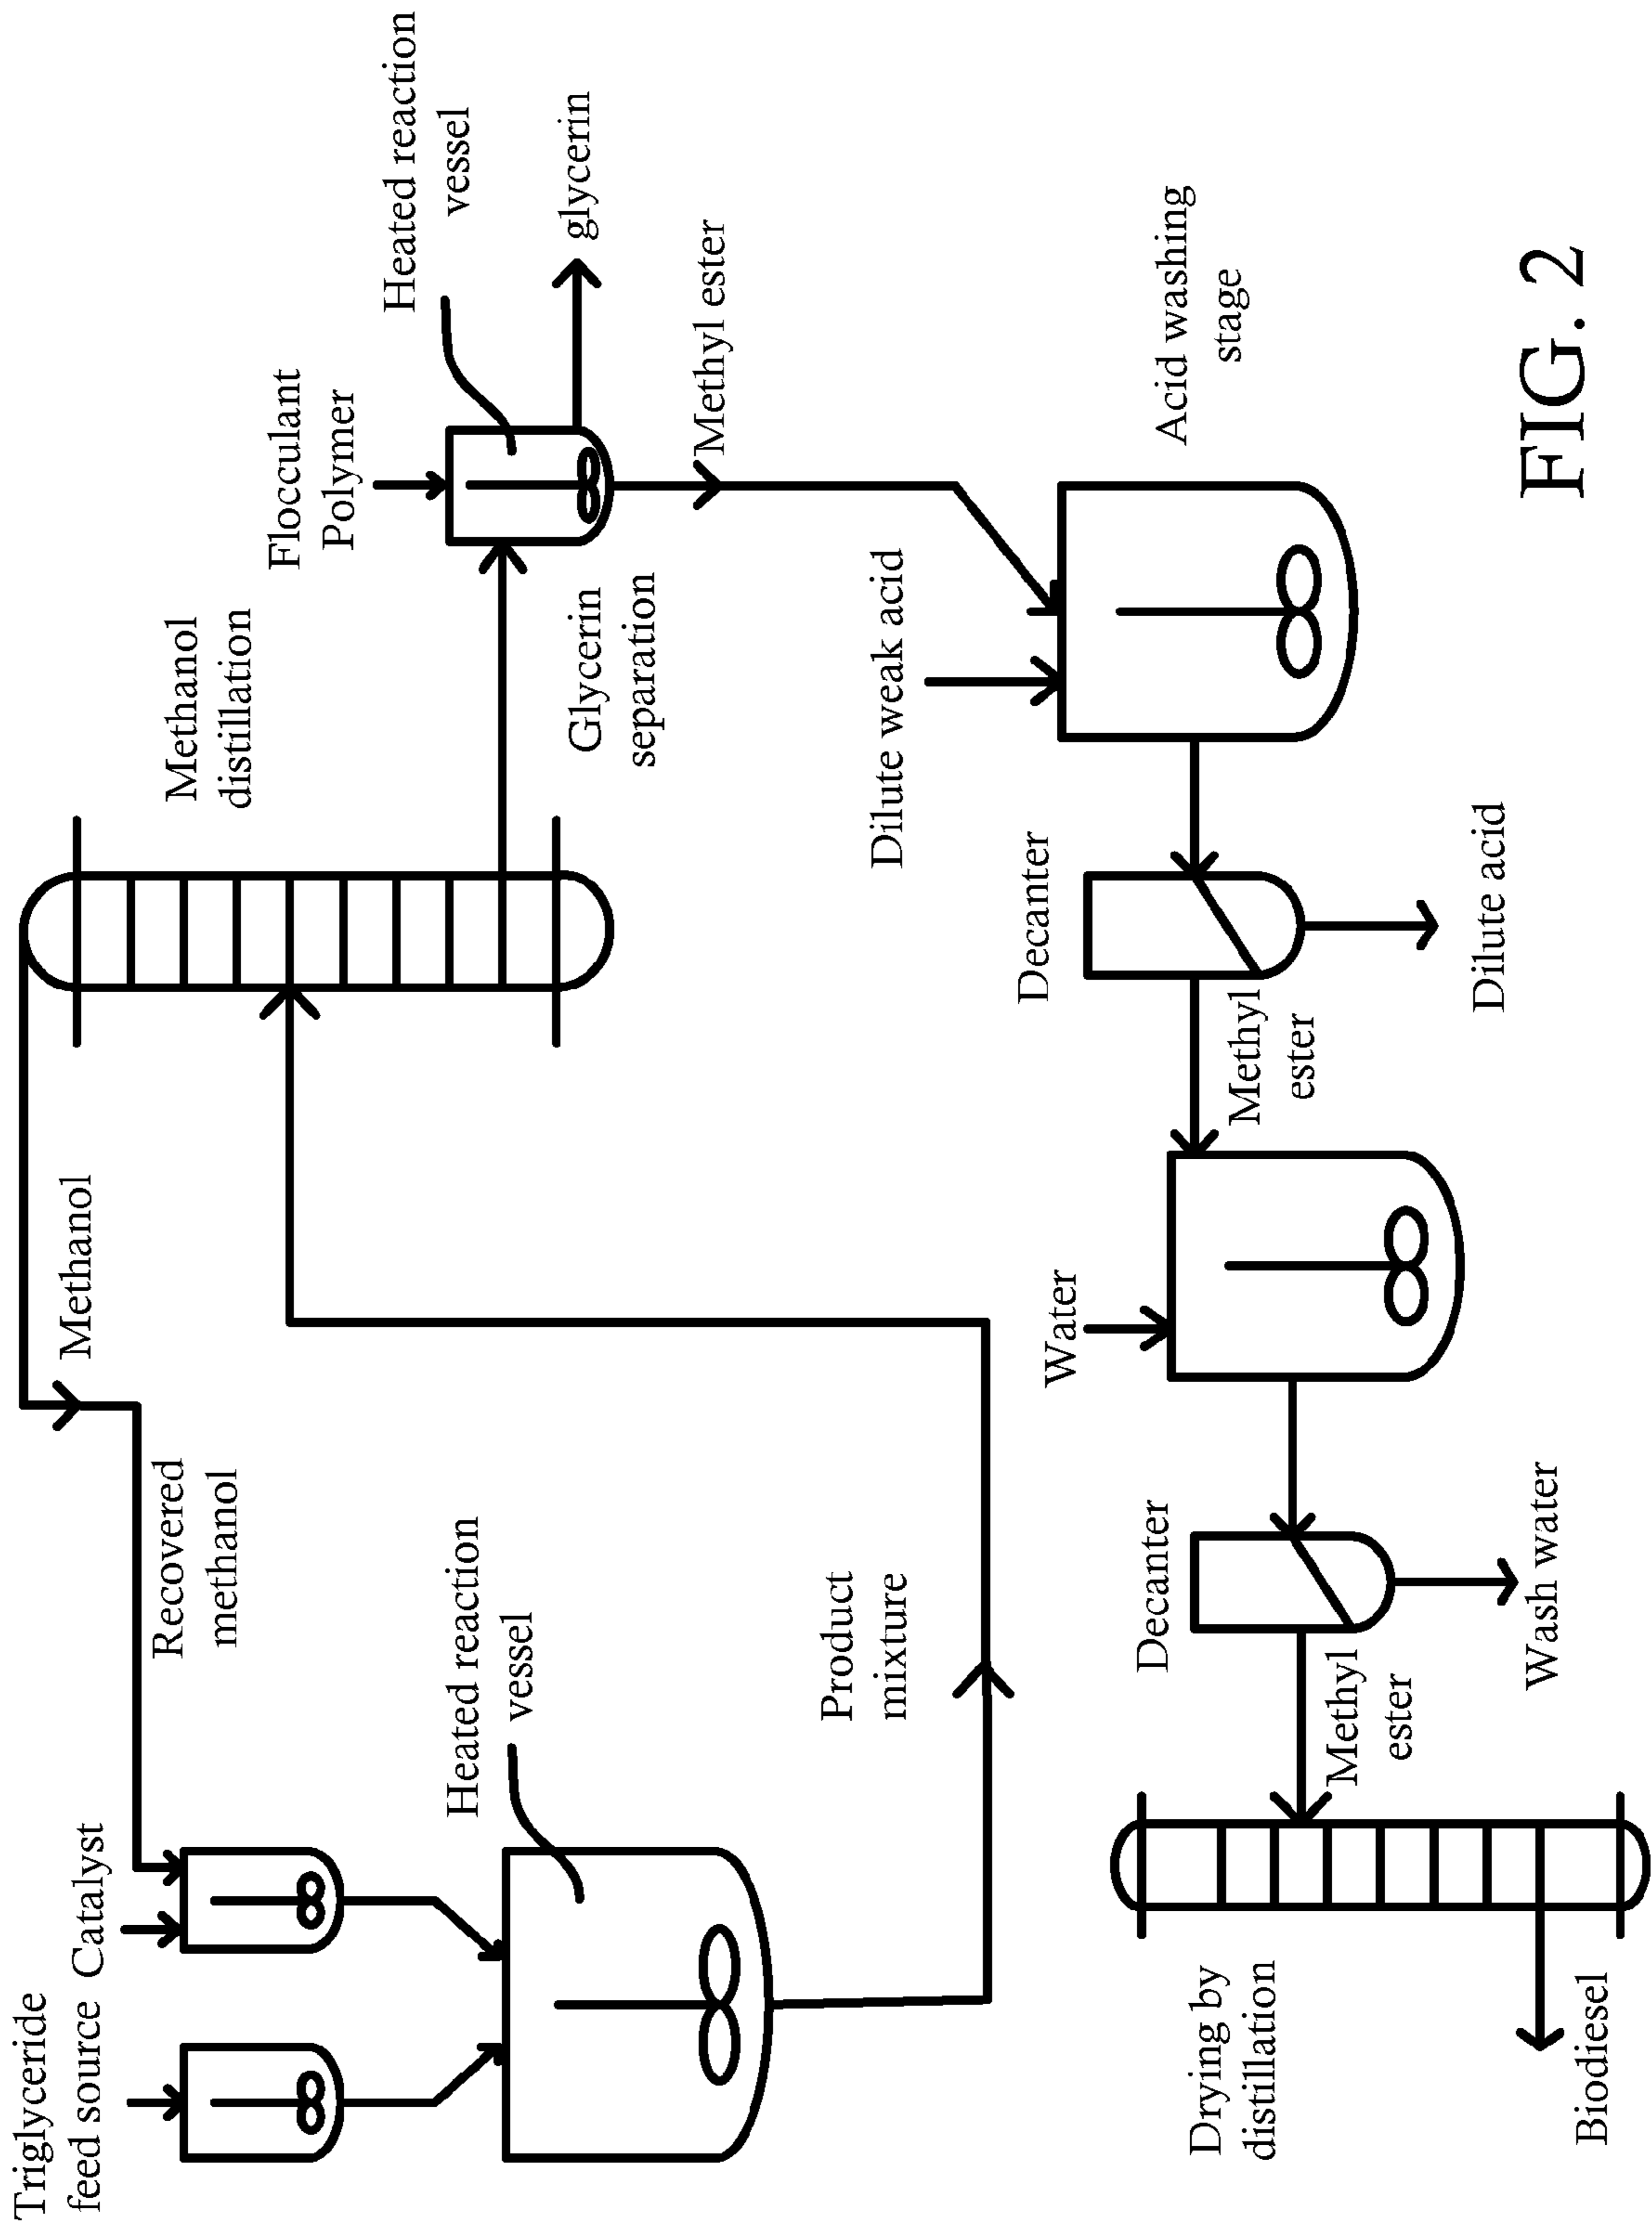 Triglyceride
feed source
Catalyst
Recovered
methanol
Methanol
Methanol
distillation
Flocculant
Polymer
Heated reaction
vessel
glycerin
Glycerin
separation
Methyl ester
Heated reaction
vessel
Product
mixture
Dilute weak acid
Acid washing
stage
Decanter
Dilute acid
Methyl
ester
Water
Decanter
Wash water
Methyl
ester
Drying by
distillation
Biodiesel
FIG. 2